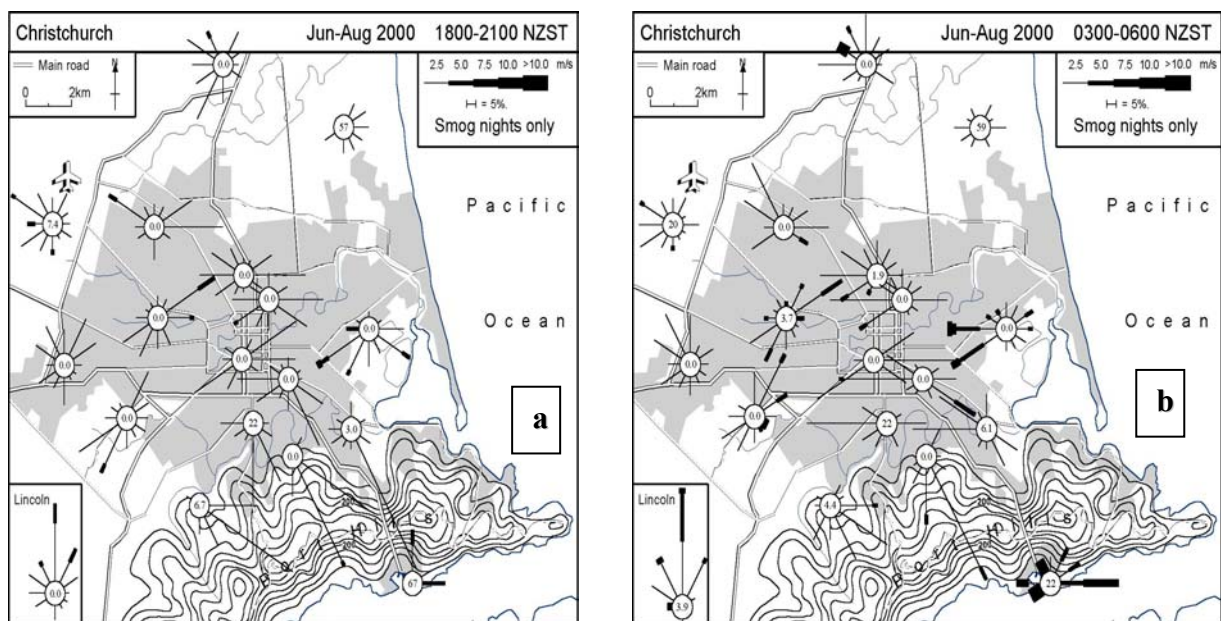 Christchurch Jun-Aug 2000 1800-2100 NZST
Main road N
0 2km
2.5 5.0 7.5 10.0 >10.0 m/s
= 5%.
Smog nights only
0.0
57
Pacific
7.4
0.0
0.0
0.0
Ocean
0.0
0.0
0.0
0.0
0.0
a
0.0
22
3.0
0.0
Lincoln
6.7
200
200
P o r t H i l l s
0.0
67
Christchurch Jun-Aug 2000 0300-0600 NZST
Main road N
0 2km
2.5 5.0 7.5 10.0 >10.0 m/s
= 5%.
Smog nights only
0.0
59
Pacific
20
0.0
1.9
0.0
Ocean
3.7
0.0
0.0
0.0
0.0
b
0.0
22
6.1
0.0
Lincoln
4.4
200
200
P o r t H i l l s
3.9
22